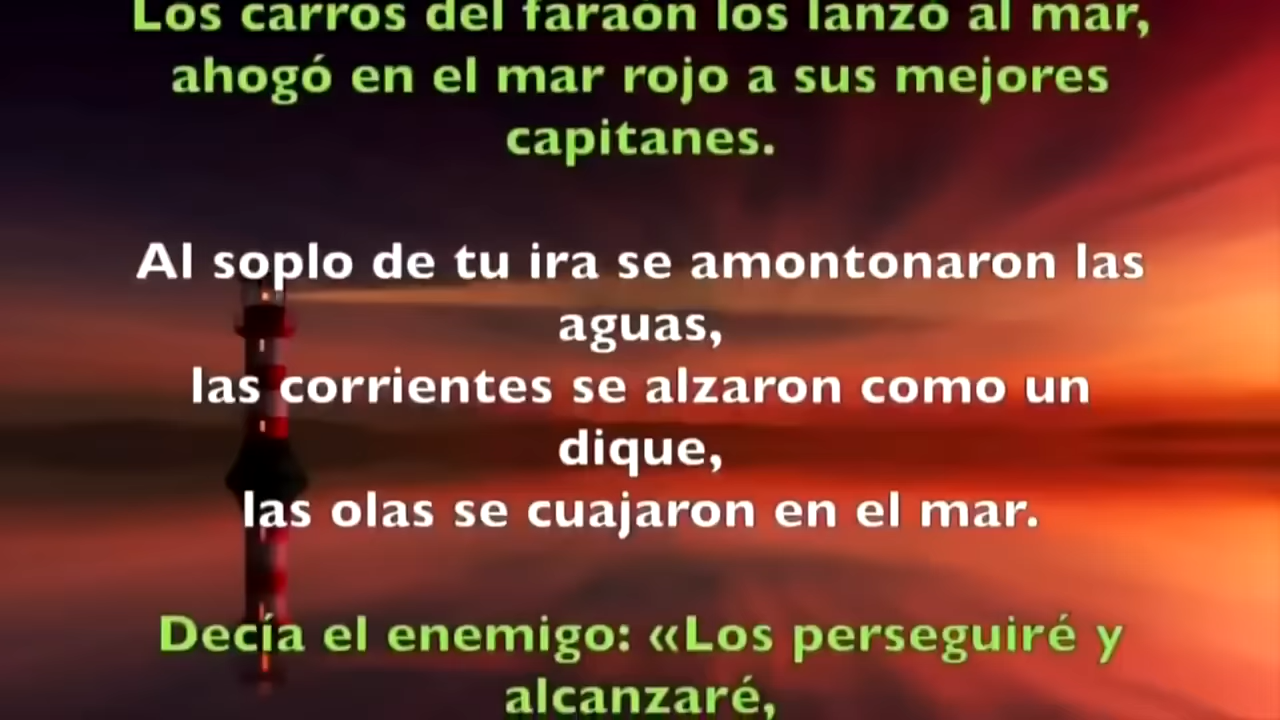 Los carros del faraón los lanzó al mar,
ahogó en el mar rojo a sus mejores
capitanes.
Al soplo de tu ira se amontonaron las
aguas,
las corrientes se alzaron como un
dique,
las olas se cuajaron en el mar.
Decía el enemigo: «Los perseguiré y
alcanzaré,